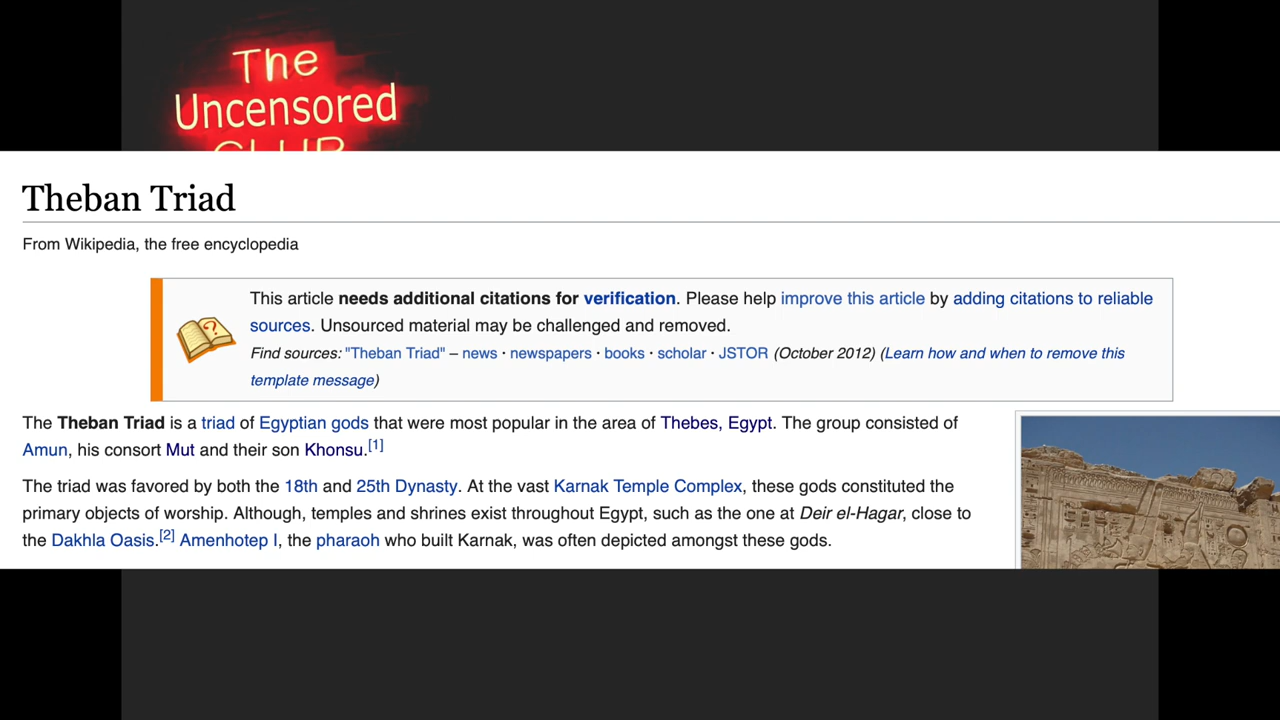 The
Uncensored
CLUB
Theban Triad
From Wikipedia, the free encyclopedia
This article needs additional citations for verification. Please help improve this article by adding citations to reliable
sources. Unsourced material may be challenged and removed.
Find sources: "Theban Triad" – news · newspapers · books · scholar · JSTOR (October 2012) (Learn how and when to remove this
template message)
The Theban Triad is a triad of Egyptian gods that were most popular in the area of Thebes, Egypt. The group consisted of
Amun, his consort Mut and their son Khonsu.[1]
The triad was favored by both the 18th and 25th Dynasty. At the vast Karnak Temple Complex, these gods constituted the
primary objects of worship. Although, temples and shrines exist throughout Egypt, such as the one at Deir el-Hagar, close to
the Dakhla Oasis.[2] Amenhotep I, the pharaoh who built Karnak, was often depicted amongst these gods.